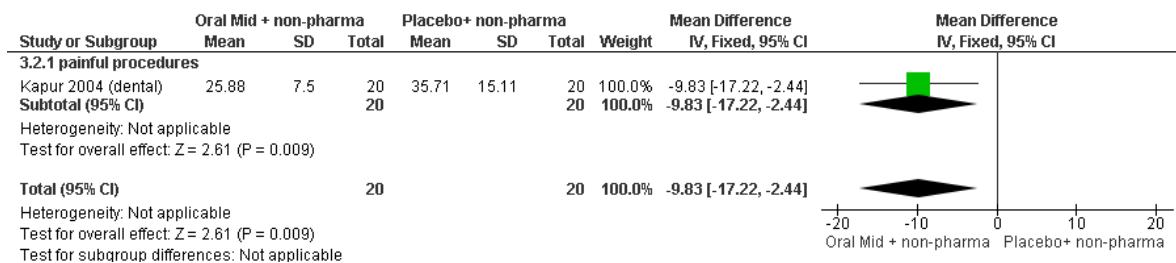 Oral Mid + non-pharma Placebo+ non-pharma Mean Difference Mean Difference
Study or Subgroup Mean SD Total Mean SD Total Weight IV, Fixed, 95% CI IV, Fixed, 95% CI
3.2.1 painful procedures
Kapur 2004 (dental) 25.88 7.5 20 35.71 15.11 20 100.0% -9.83 [-17.22, -2.44]
Subtotal (95% CI) 20 20 100.0% -9.83 [-17.22, -2.44]
Heterogeneity: Not applicable
Test for overall effect: Z = 2.61 (P = 0.009)
Total (95% CI) 20 20 100.0% -9.83 [-17.22, -2.44]
Heterogeneity: Not applicable
Test for overall effect: Z = 2.61 (P = 0.009)
Test for subgroup differences: Not applicable
-20 -10 0 10 20
Oral Mid + non-pharma Placebo+ non-pharma